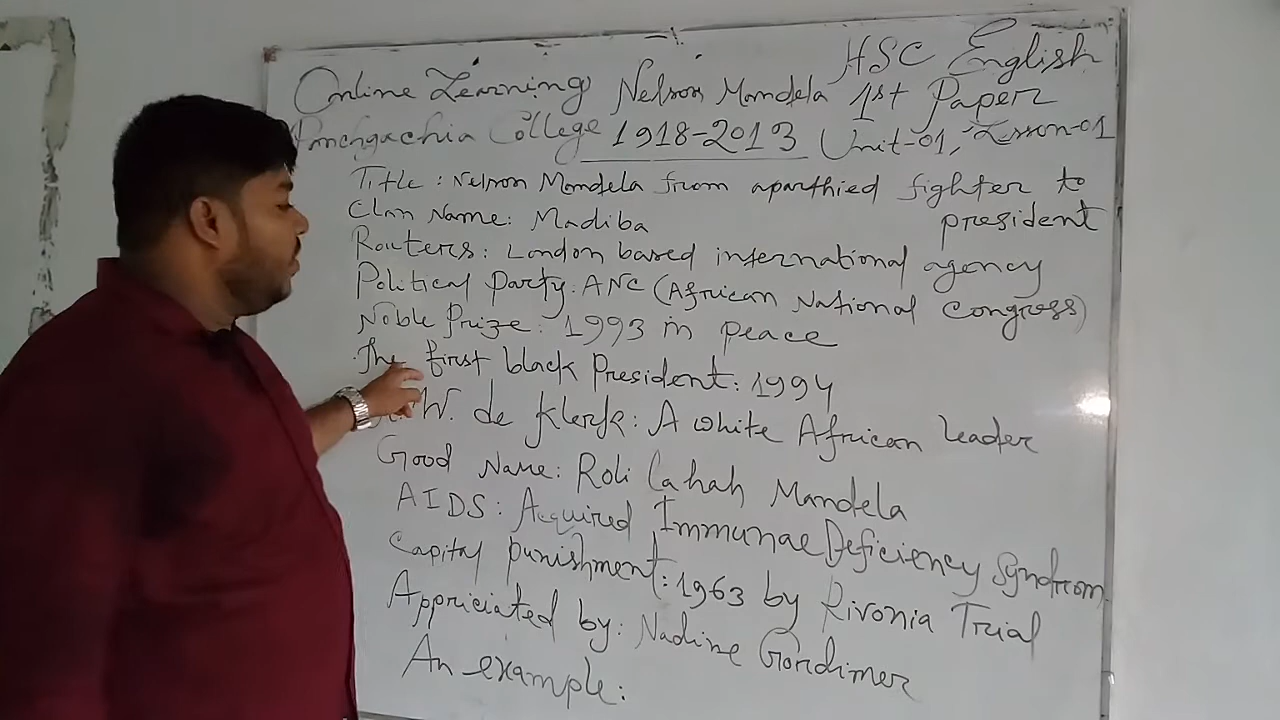 Online Learning Nelson Mandela HSC English
Panchgachia College 1918-2013 1st Paper
Unit-01, Lesson-01
Title: Nelson Mandela from aparthied fighter to
president
Clan Name: Madiba
Routers: London based international agency
Political Party: ANC (African National Congress)
Noble Prize: 1993 in peace
The first black President: 1994
W. de Klerk: A white African leader
Good Name: Roli lahah Mandela
AIDS: Acquired Immunae Deficiency Syndrom
Capital punishment: 1963 by Rivonia Trial
Appriciated by: Nadine Gordimer
An example: